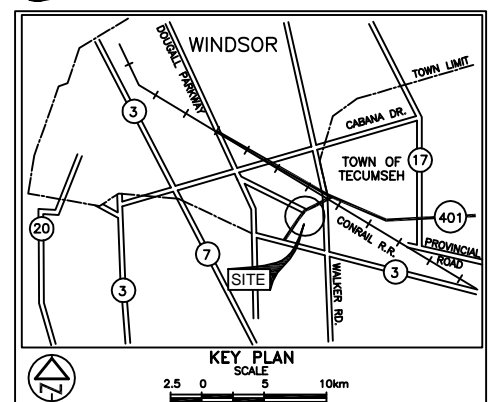 WINDSOR
DOUGALL PARKWAY
TOWN LIMIT
3
CABANA DR.
17
TOWN OF
TECUMSEH
401
20
CONRAIL R.R.
PROVINCIAL
ROAD
7
3
3
SITE
WALKER RD.
KEY PLAN
SCALE
N
2.5 0 5 10km